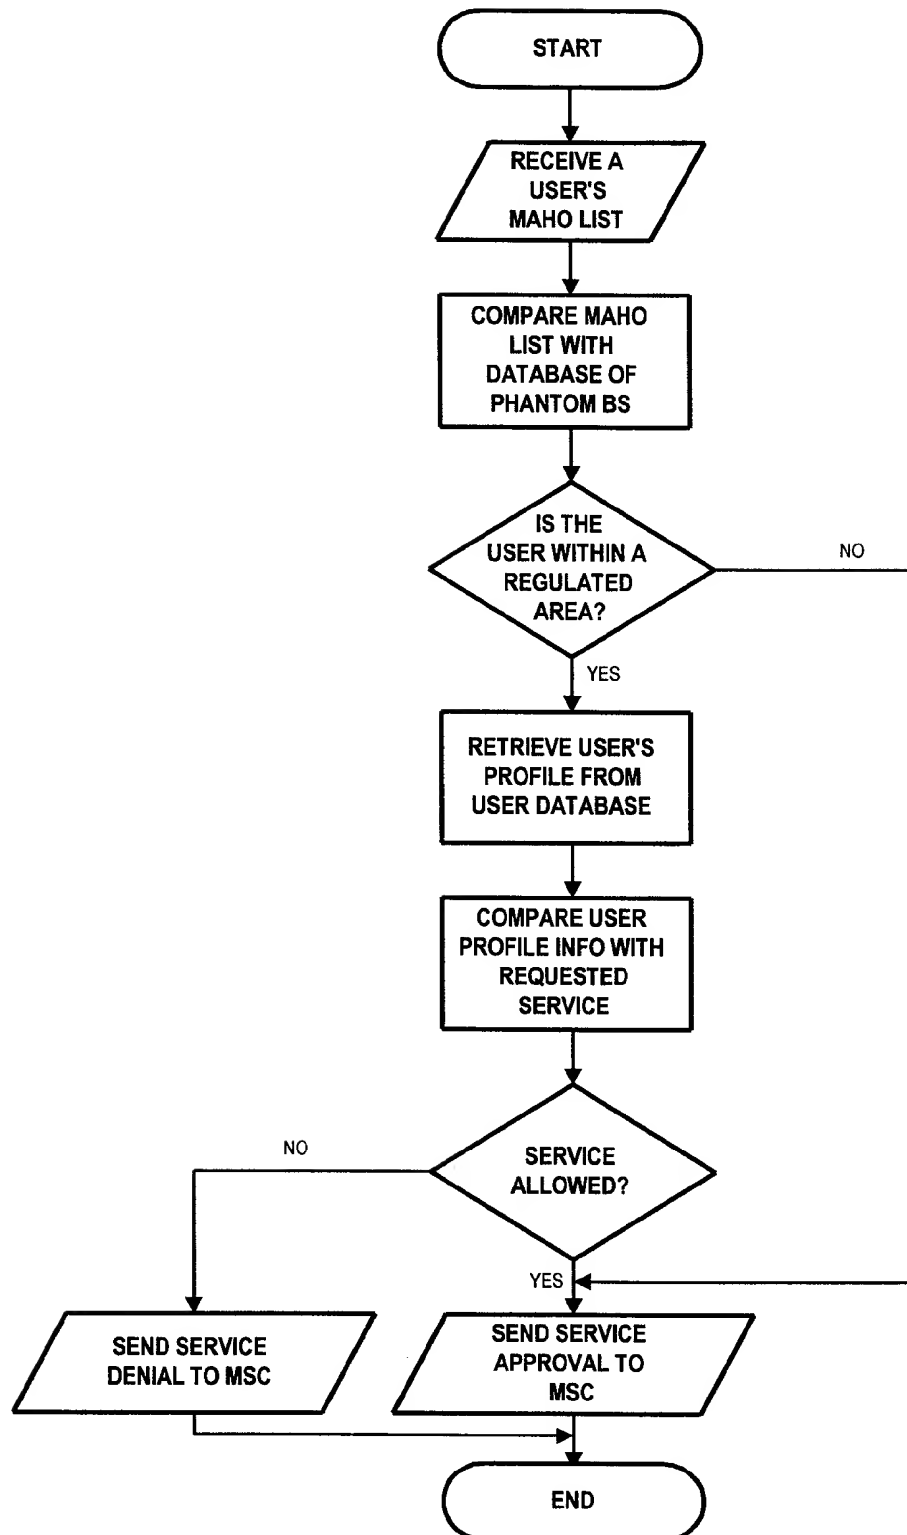 START
RECEIVE A
USER'S
MAHO LIST
COMPARE MAHO
LIST WITH
DATABASE OF
PHANTOM BS
IS THE
USER WITHIN A
REGULATED
AREA?
NO
YES
RETRIEVE USER'S
PROFILE FROM
USER DATABASE
COMPARE USER
PROFILE INFO WITH
REQUESTED
SERVICE
SERVICE
ALLOWED?
NO
YES
SEND SERVICE
DENIAL TO MSC
SEND SERVICE
APPROVAL TO
MSC
END